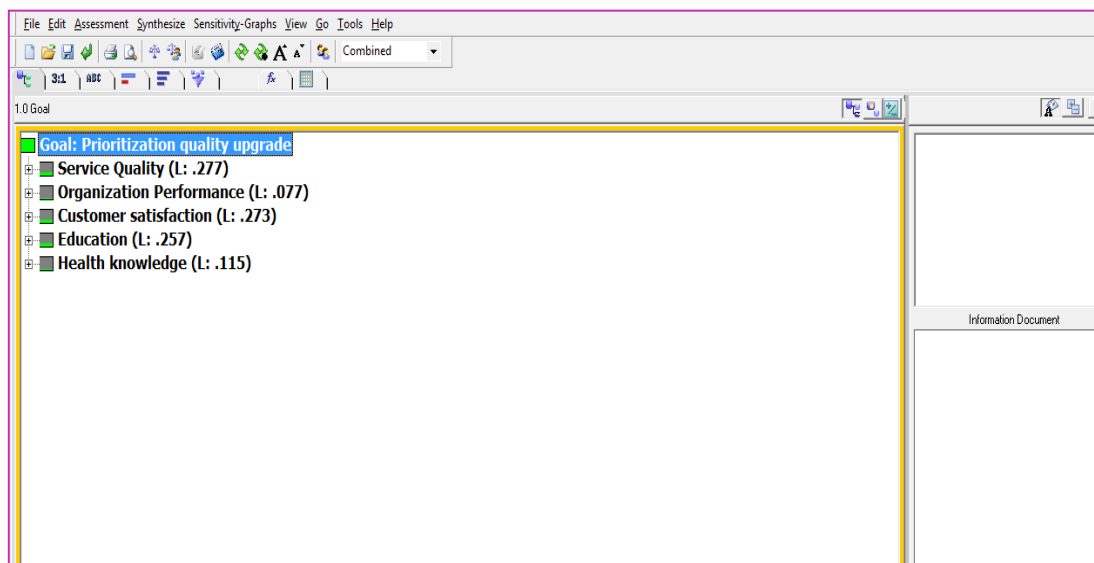 File Edit Assessment Synthesize Sensitivity-Graphs View Go Tools Help
A A Combined
3:1 ABC fx
1.0 Goal
Goal: Prioritization quality upgrade
Service Quality (L: .277)
Organization Performance (L: .077)
Customer satisfaction (L: .273)
Education (L: .257)
Health knowledge (L: .115)
Information Document